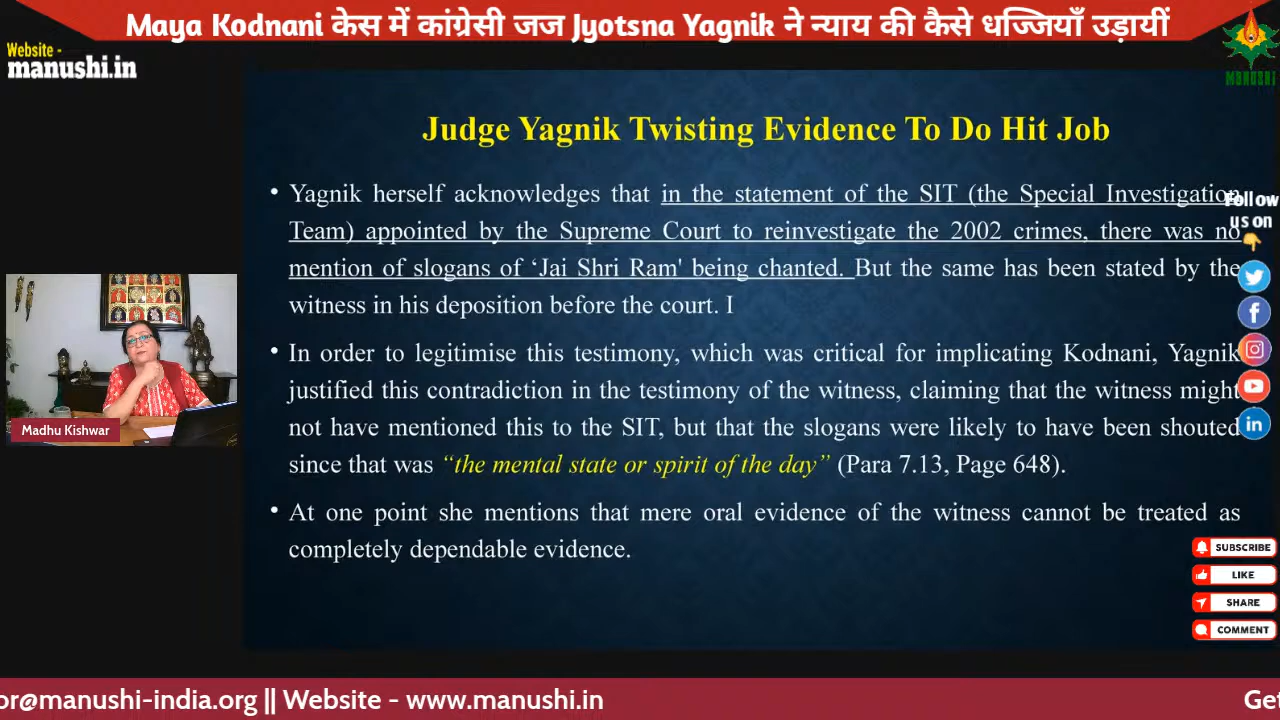 Maya Kodnani केस में कांग्रेसी जज Jyotsna Yagnik ने न्याय की कैसे धज्जियाँ उड़ायीं
Website -
manushi.in
MANUSHI
Judge Yagnik Twisting Evidence To Do Hit Job
• Yagnik herself acknowledges that in the statement of the SIT (the Special Investigation
Team) appointed by the Supreme Court to reinvestigate the 2002 crimes, there was no
mention of slogans of ‘Jai Shri Ram' being chanted. But the same has been stated by the
witness in his deposition before the court. I
• In order to legitimise this testimony, which was critical for implicating Kodnani, Yagnik
justified this contradiction in the testimony of the witness, claiming that the witness might
not have mentioned this to the SIT, but that the slogans were likely to have been shouted
since that was “the mental state or spirit of the day” (Para 7.13, Page 648).
• At one point she mentions that mere oral evidence of the witness cannot be treated as
completely dependable evidence.
Follow
us on
Madhu Kishwar
SUBSCRIBE
LIKE
SHARE
COMMENT
or@manushi-india.org || Website - www.manushi.in
Get